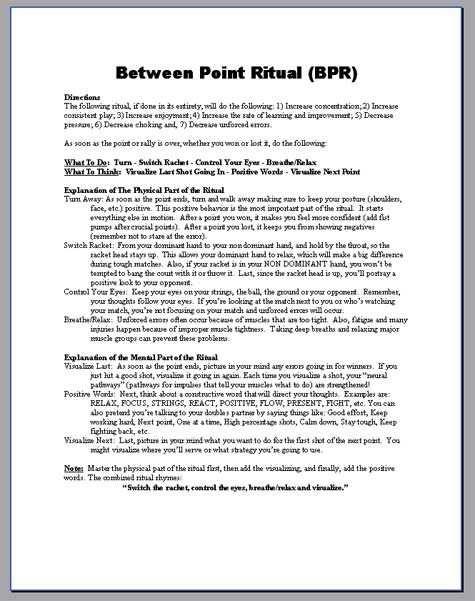 Between Point Ritual (BPR)
Directions
The following ritual, if done in its entirety, will do the following: 1) Increase concentration; 2) Increase
consistent play; 3) Increase enjoyment; 4) Increase the rate of learning and improvement; 5) Decrease
pressure; 6) Decrease choking and, 7) Decrease unforced errors.
As soon as the point or rally is over, whether you won or lost it, do the following:
What To Do: Turn - Switch Racket - Control Your Eyes - Breathe/Relax
What To Think: Visualize Last Shot Going In - Positive Words - Visualize Next Point
Explanation of The Physical Part of the Ritual
Turn Away: As soon as the point ends, turn and walk away making sure to keep your posture (shoulders,
face, etc.) positive. This positive behavior is the most important part of the ritual. It starts
everything else in motion. After a point you won, it makes you feel more confident (add fist
pumps after crucial points). After a point you lost, it keeps you from showing negatives
(remember not to stare at the error).
Switch Racket: From your dominant hand to your non dominant hand, and hold by the throat, so the
racket head stays up. This allows your dominant hand to relax, which will make a big difference
during tough matches. Also, if your racket is in your NON DOMINANT hand, you won't be
tempted to bang the court with it or throw it. Last, since the racket head is up, you'll portray a
positive look to your opponent.
Control Your Eyes: Keep your eyes on your strings, the ball, the ground or your opponent. Remember,
your thoughts follow your eyes. If you're looking at the match next to you or who's watching
your match, you're not focusing on your match and unforced errors will occur.
Breathe/Relax: Unforced errors often occur because of muscles that are too tight. Also, fatigue and many
injuries happen because of improper muscle tightness. Taking deep breaths and relaxing major
muscle groups can prevent these problems.
Explanation of the Mental Part of the Ritual
Visualize Last: As soon as the point ends, picture in your mind any errors going in for winners. If you
just hit a good shot, visualize it going in again. Each time you visualize a shot, your "neural
pathways" (pathways for impulses that tell your muscles what to do) are strengthened!
Positive Words: Next, think about a constructive word that will direct your thoughts. Examples are:
RELAX, FOCUS, STRINGS, REACT, POSITIVE, FLOW, PRESENT, FIGHT, etc. You can
also pretend you're talking to your doubles partner by saying things like: Good effort, Keep
working hard, Next point, One at a time, High percentage shots, Calm down, Stay tough, Keep
fighting back, etc.
Visualize Next: Last, picture in your mind what you want to do for the first shot of the next point. You
might visualize where you'll serve or what strategy you're going to use.
Note: Master the physical part of the ritual first, then add the visualizing, and finally, add the positive
words. The combined ritual rhymes:
"Switch the racket, control the eyes, breathe/relax and visualize."